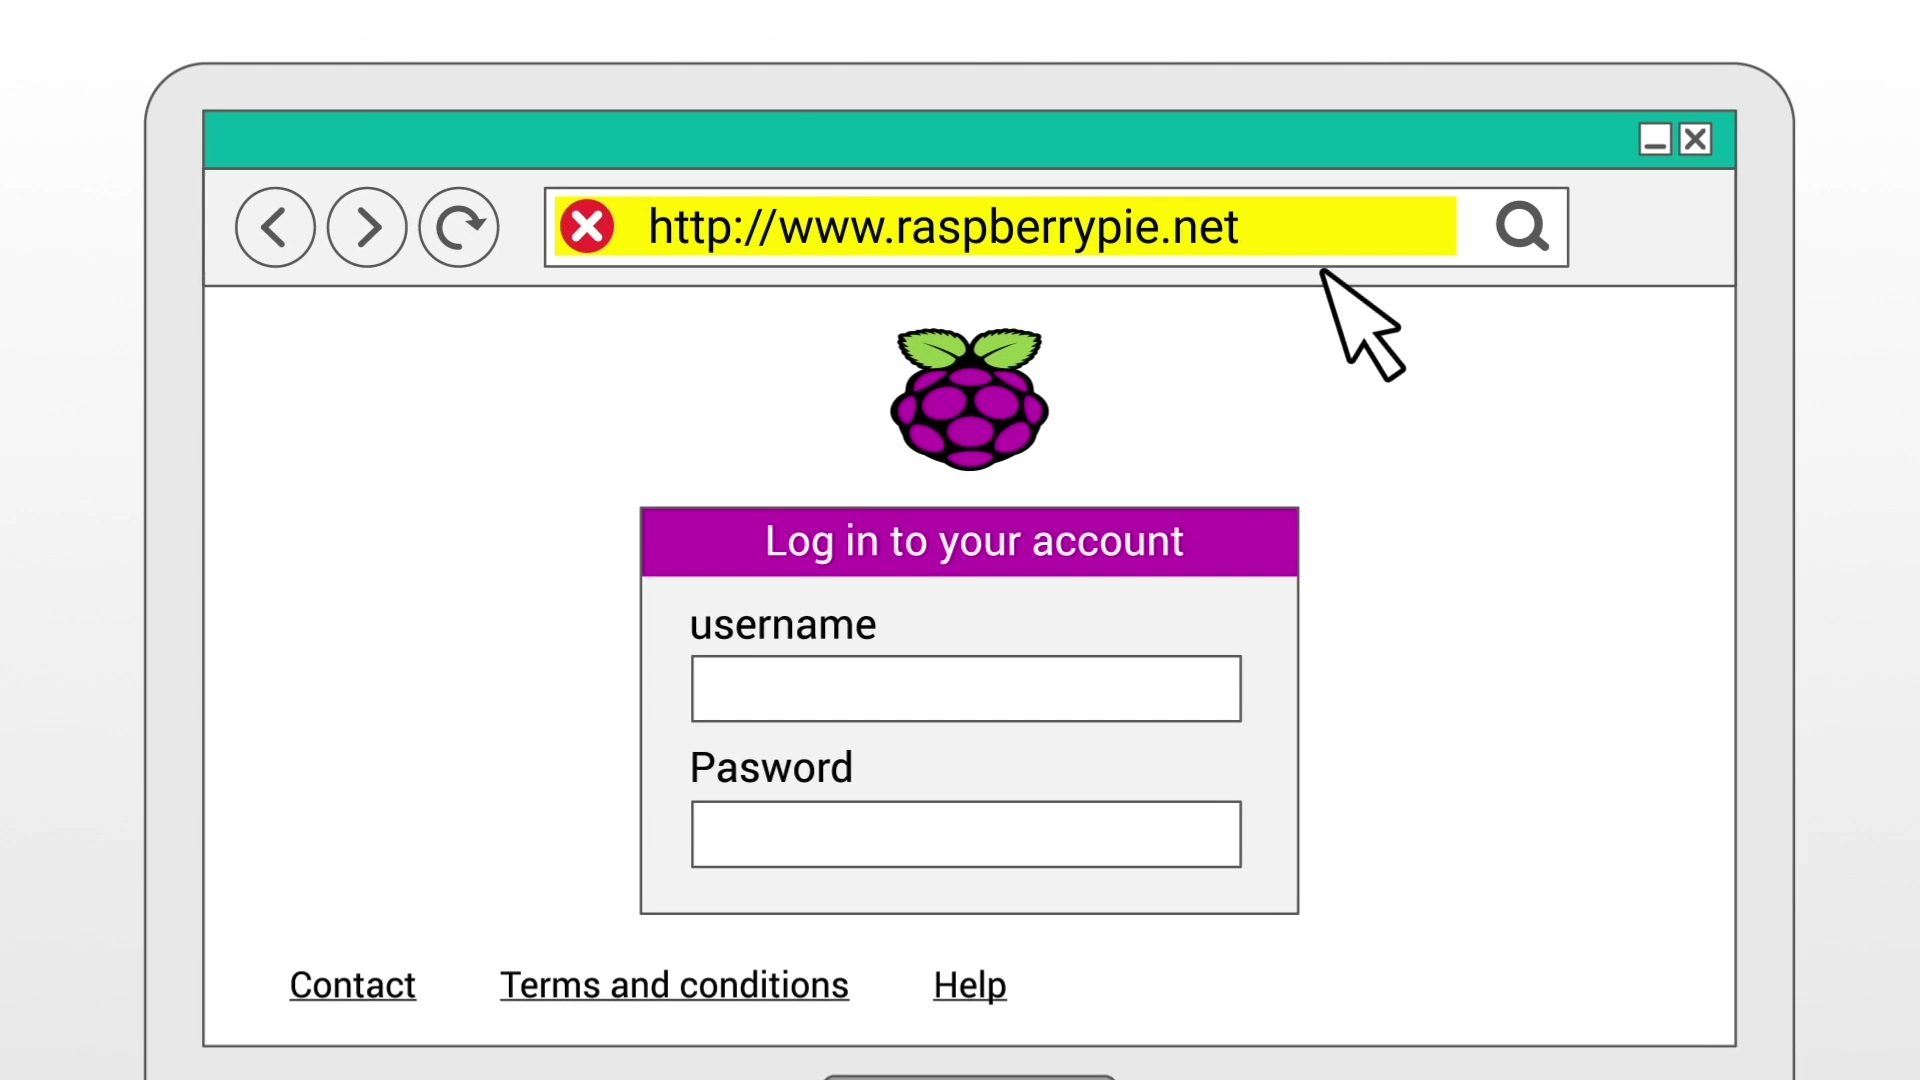 http://www.raspberrypie.net
Log in to your account
username
Pasword
Contact Terms and conditions Help